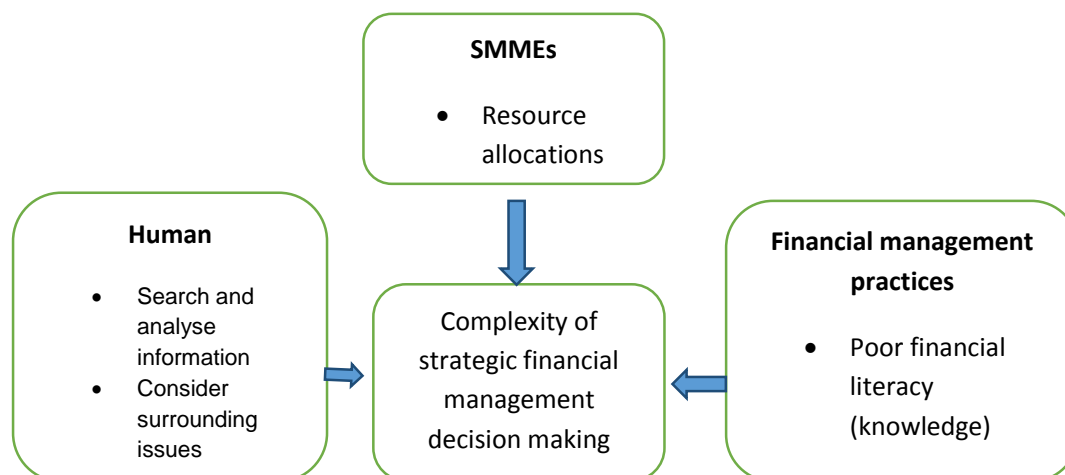 SMMEs
• Resource
allocations
Human
• Search and
analyse
information
• Consider
surrounding
issues
Complexity of
strategic financial
management
decision making
Financial management
practices
• Poor financial
literacy
(knowledge)